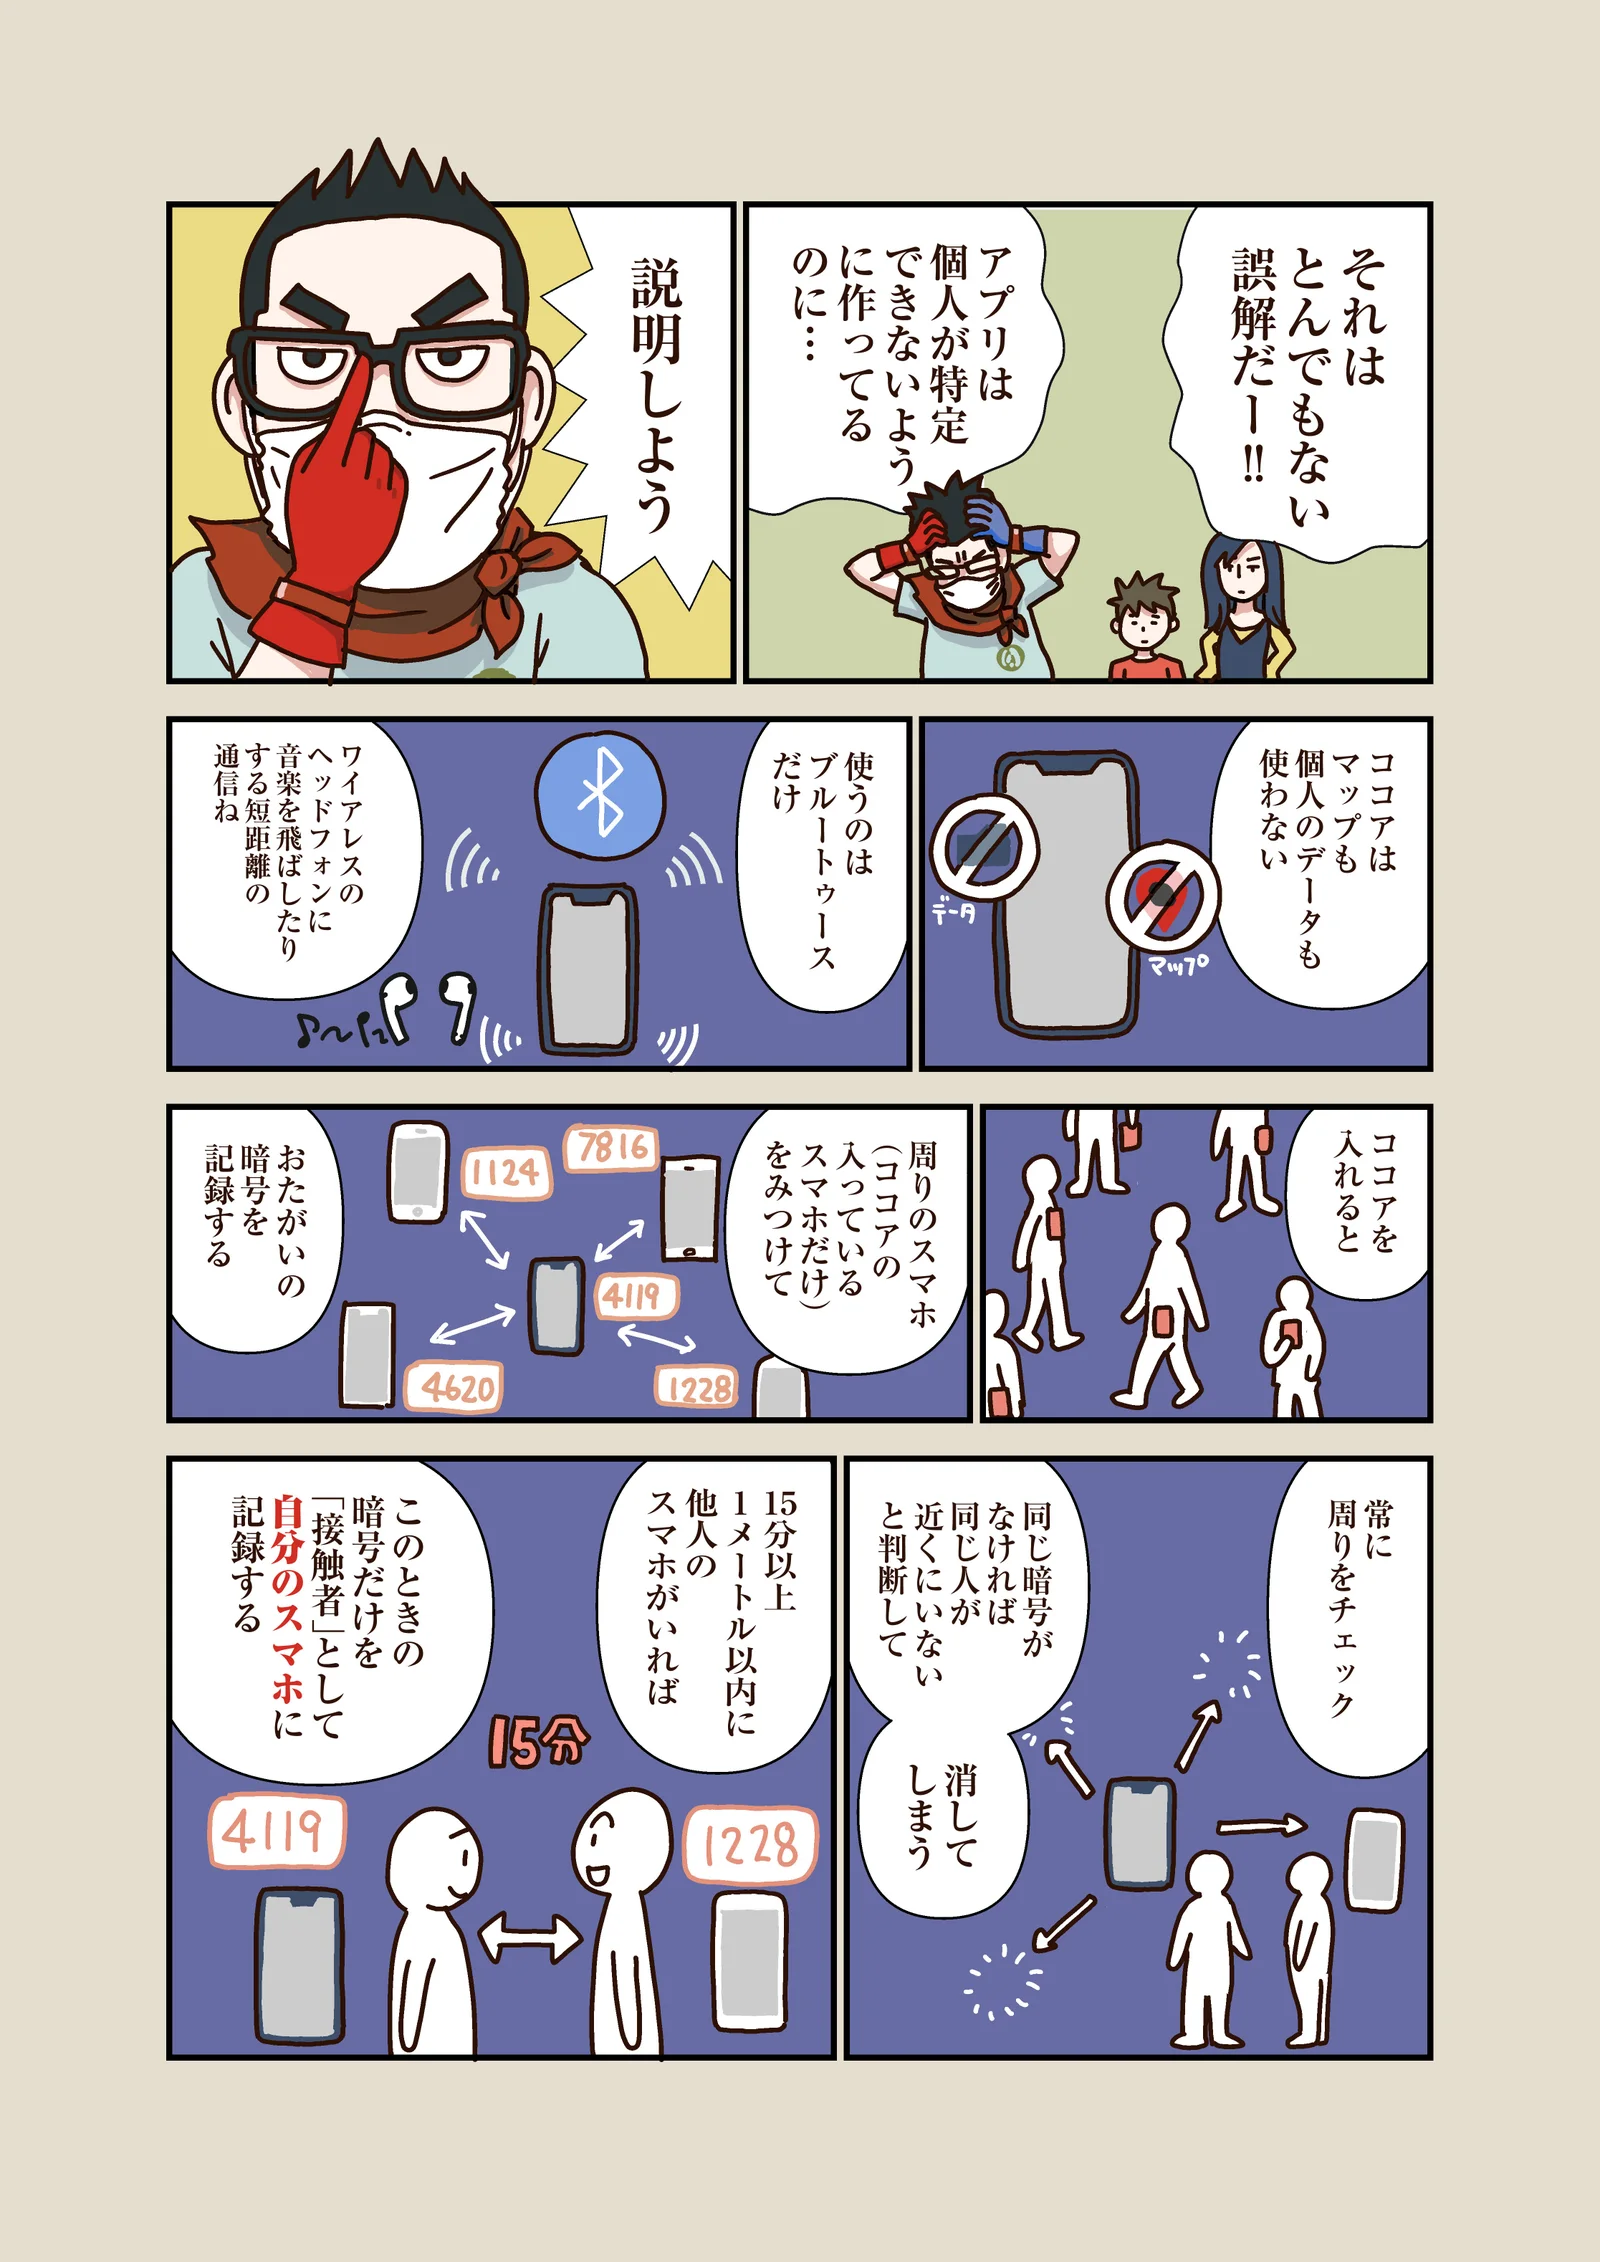 それは
とんでもない
誤解だー!!
アプリは
個人が特定
できないよう
に作ってる
のに…
説明しよう
ココアは
マップも
個人のデータも
使わない
データ
マップ
使うのは
ブルートゥース
だけ
ワイアレスの
ヘッドフォンに
音楽を飛ばしたり
する短距離の
通信ね
ココアを
入れると
周りのスマホ
(ココアの
入っている
スマホだけ)
をみつけて
7816
1124
4119
4620
1228
おたがいの
暗号を
記録する
常に
周りをチェック
同じ暗号が
なければ
同じ人が
近くにいない
と判断して
消して
しまう
15分以上
1メートル以内に
他人の
スマホがいれば
15分
このときの
暗号だけを
「接触者」として
自分のスマホに
記録する
1228
4119